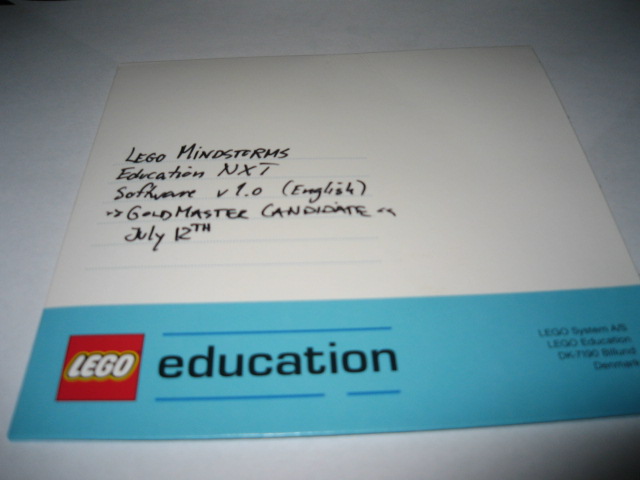 LEGO MINDSTORMS
Education NXT
Software v1.0 (English)
>> GOLDMASTER CANDIDATE <<
July 12TH
LEGO education
LEGO System A/S
LEGO Education
DK-7190 Billund
Denmark